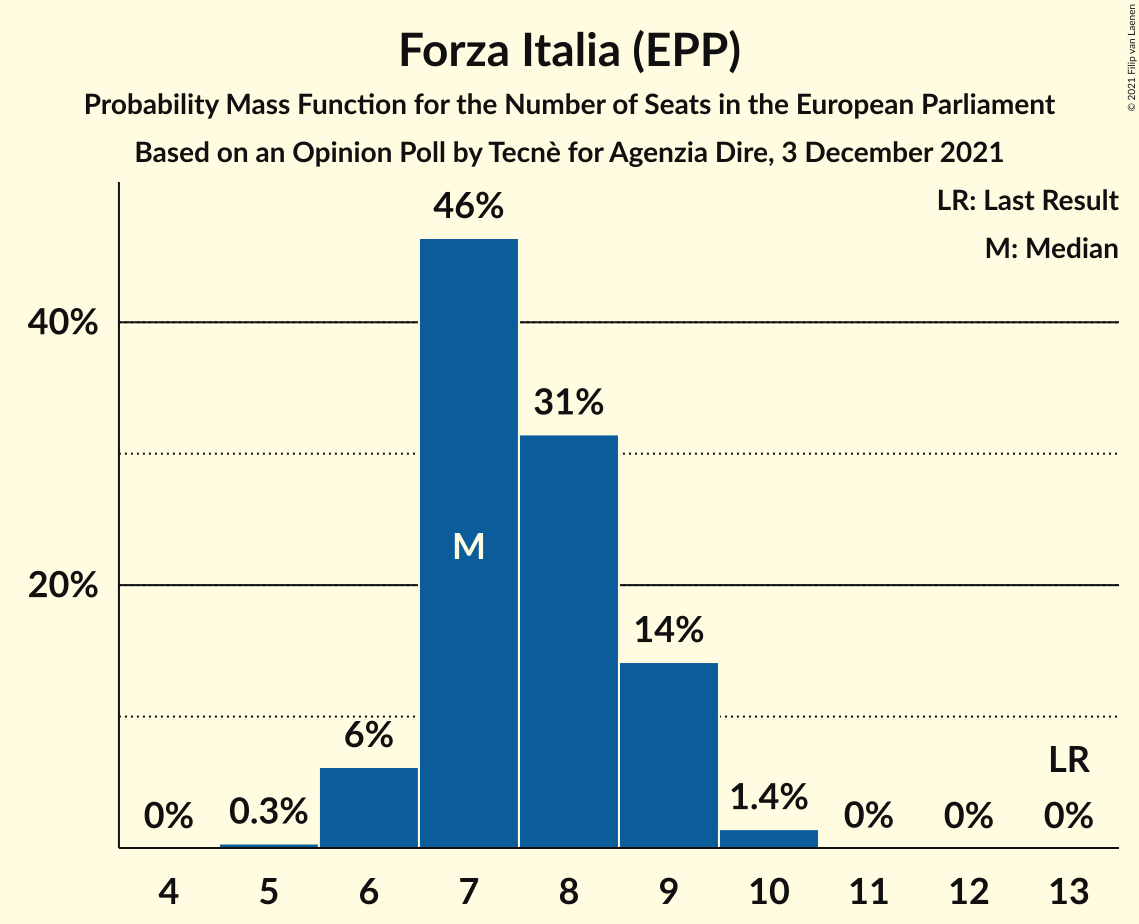 Forza Italia (EPP)
Probability Mass Function for the Number of Seats in the European Parliament
Based on an Opinion Poll by Tecnè for Agenzia Dire, 3 December 2021
© 2021 Filip van Laenen
LR: Last Result
M: Median
46%
40%
31%
M
20%
14%
6%
LR
0%
0.3%
1.4%
0%
0%
0%
4 5 6 7 8 9 10 11 12 13